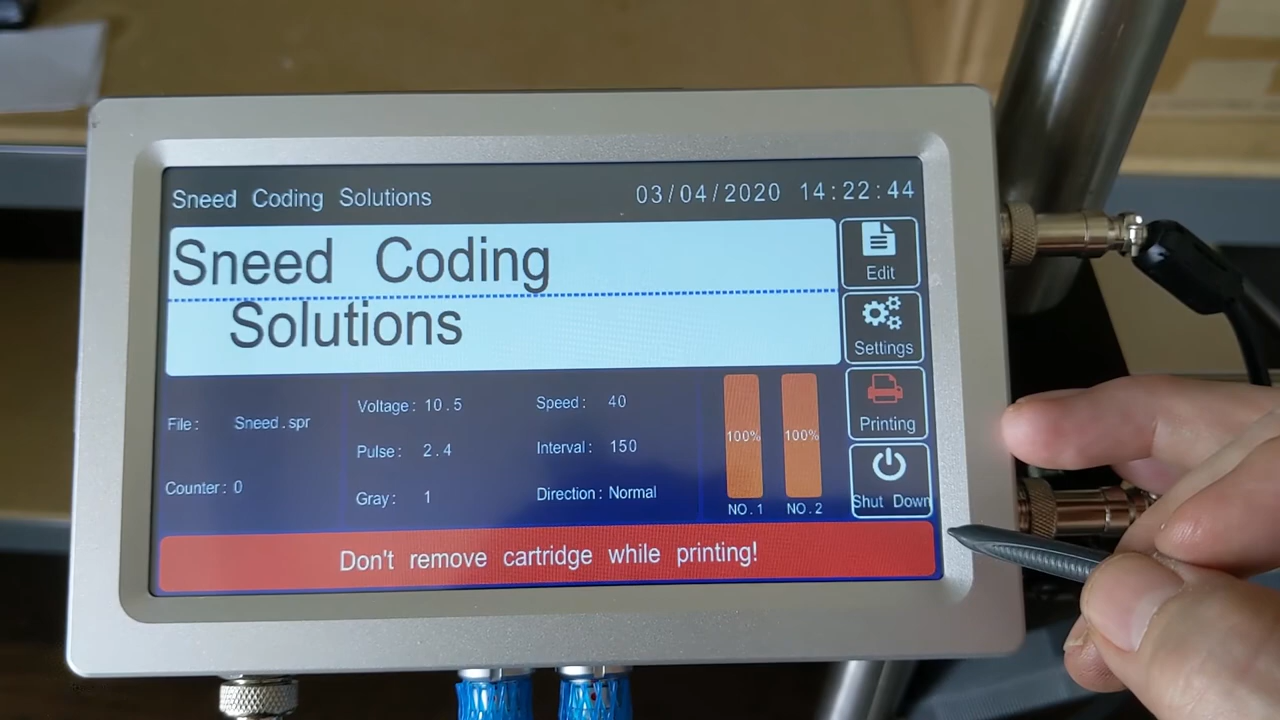 Sneed Coding Solutions 03/04/2020 14:22:44
Sneed Coding
Solutions
Edit
Settings
Printing
Shut Down
File: Sneed.spr
Counter: 0
Voltage: 10.5
Pulse: 2.4
Gray: 1
Speed: 40
Interval: 150
Direction: Normal
100% 100%
NO.1 NO.2
Don't remove cartridge while printing!